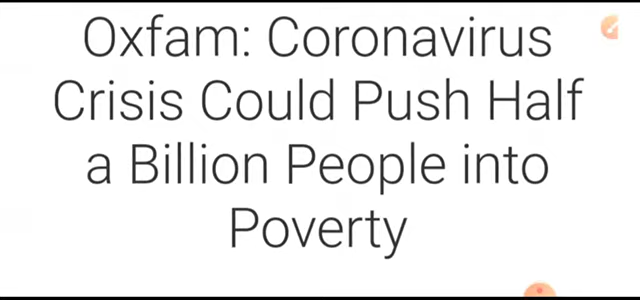 Oxfam: Coronavirus
Crisis Could Push Half
a Billion People into
Poverty